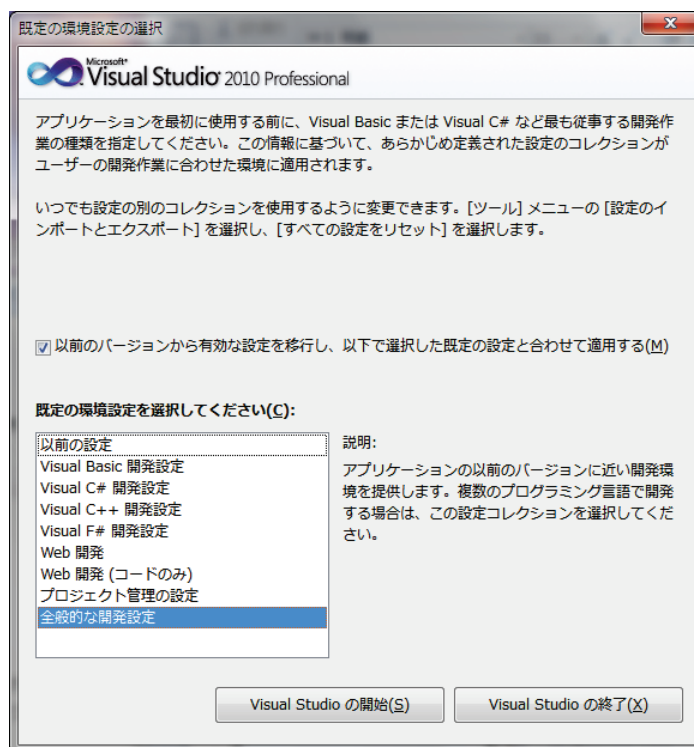 既定の環境設定の選択
Microsoft®
Visual Studio® 2010 Professional
アプリケーションを最初に使用する前に、Visual Basic または Visual C# など最も従事する開発作
業の種類を指定してください。この情報に基づいて、あらかじめ定義された設定のコレクションが
ユーザーの開発作業に合わせた環境に適用されます。
いつでも設定の別のコレクションを使用するように変更できます。[ツール] メニューの [設定のイ
ンポートとエクスポート] を選択し、[すべての設定をリセット] を選択します。
以前のバージョンから有効な設定を移行し、以下で選択した既定の設定と合わせて適用する(M)
既定の環境設定を選択してください(C):
以前の設定
Visual Basic 開発設定
Visual C# 開発設定
Visual C++ 開発設定
Visual F# 開発設定
Web 開発
Web 開発 (コードのみ)
プロジェクト管理の設定
全般的な開発設定
説明:
アプリケーションの以前のバージョンに近い開発環
境を提供します。複数のプログラミング言語で開発
する場合は、この設定コレクションを選択してくだ
さい。
Visual Studio の開始(S)
Visual Studio の終了(X)